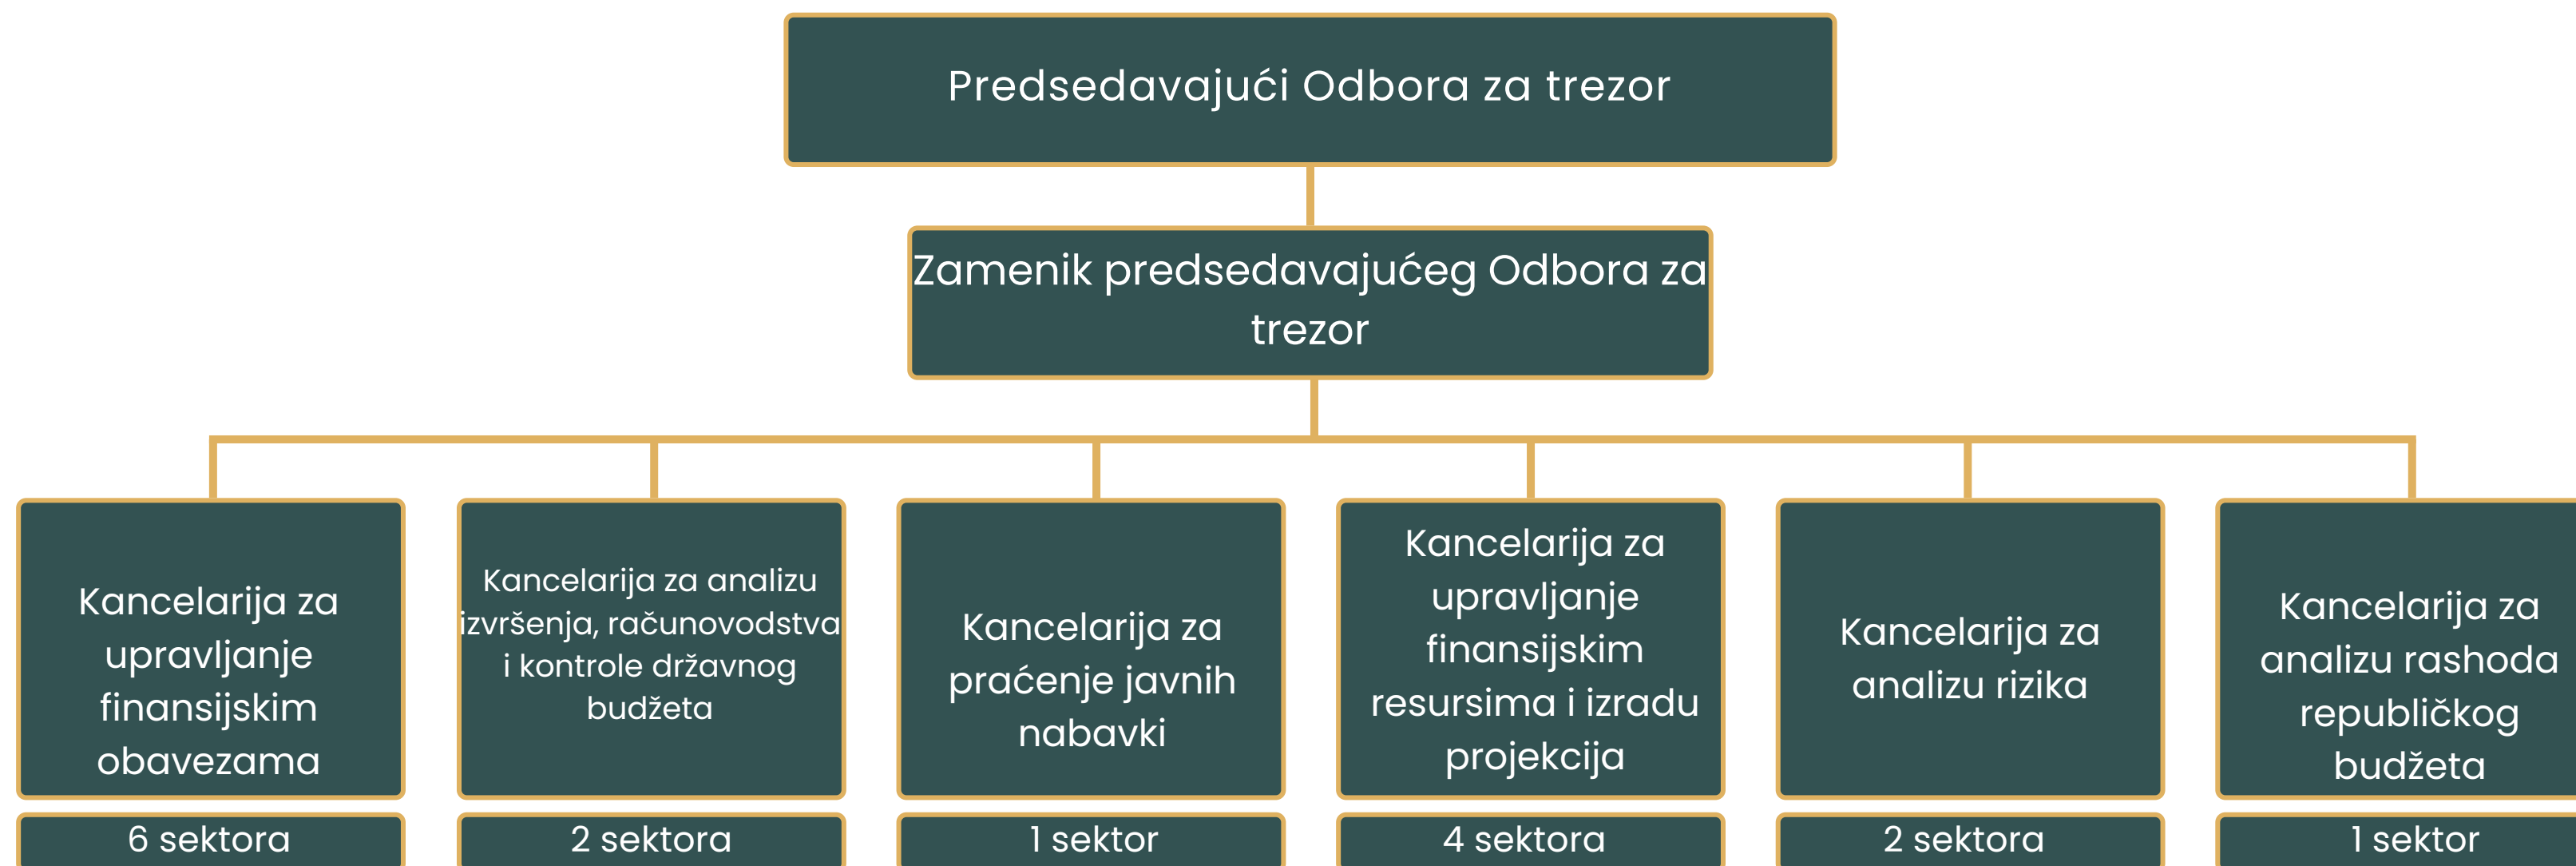 Predsedavajući Odbora za trezor
Zamenik predsedavajućeg Odbora za
trezor
Kancelarija za
upravljanje
finansijskim
obavezama
6 sektora
Kancelarija za analizu
izvršenja, računovodstva
i kontrole državnog
budžeta
2 sektora
Kancelarija za
praćenje javnih
nabavki
1 sektor
Kancelarija za
upravljanje
finansijskim
resursima i izradu
projekcija
4 sektora
Kancelarija za
analizu rizika
2 sektora
Kancelarija za
analizu rashoda
republičkog
budžeta
1 sektor